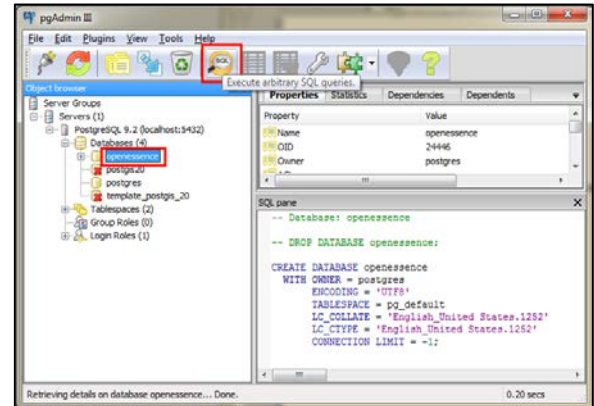 pgAdmin III
File Edit Plugins View Tools Help
SQL
Execute arbitrary SQL queries.
Object browser
Server Groups
Servers (1)
PostgreSQL 9.2 (localhost:5432)
Databases (4)
openessence
postgis20
postgres
template_postgis_20
Tablespaces (2)
Group Roles (0)
Login Roles (1)
Properties Statistics Dependencies Dependents
Property Value
Name openessence
OID 24446
Owner postgres
SQL pane
-- Database: openessence
-- DROP DATABASE openessence;
CREATE DATABASE openessence
WITH OWNER = postgres
ENCODING = 'UTF8'
TABLESPACE = pg_default
LC_COLLATE = 'English_United States.1252'
LC_CTYPE = 'English_United States.1252'
CONNECTION LIMIT = -1;
Retrieving details on database openessence... Done. 0.20 secs